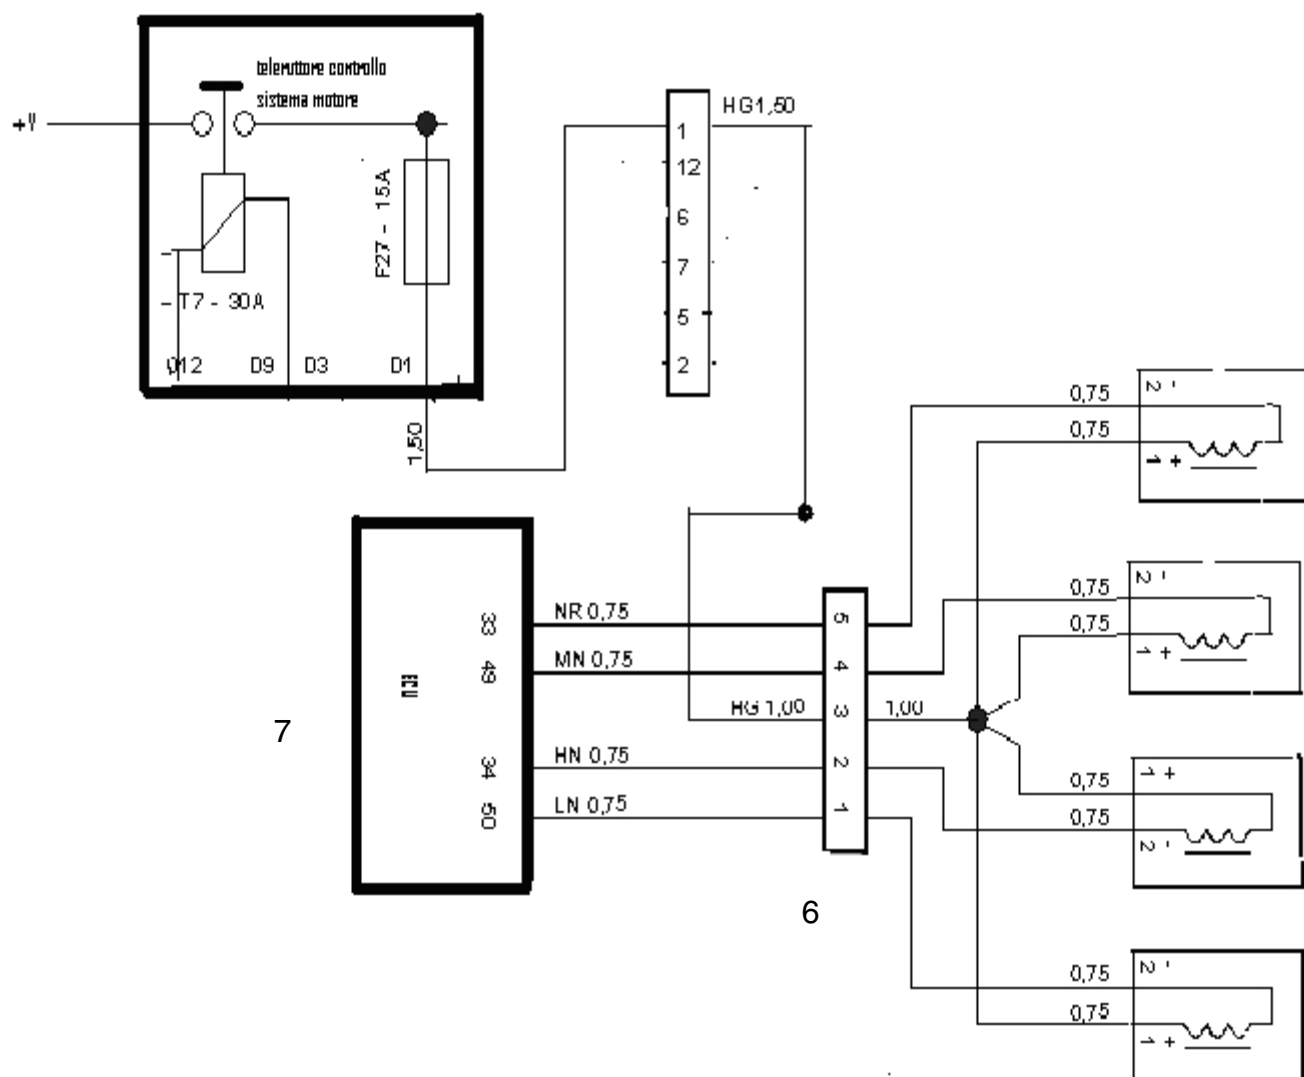 teleruttore controllo
sistema motore
+V
F27 - 15A
- T7 - 30A
D9
D3
D1
1,50
HG1,50
1
12
6
7
5
2
ECU
33
49
34
50
NR 0,75
MN 0,75
HG 1,00
HN 0,75
LN 0,75
5
4
3
2
1
1,00
7
6
0,75
0,75
2 -
1 +
0,75
0,75
2 -
1 +
0,75
0,75
1 +
2 -
0,75
0,75
2 -
1 +